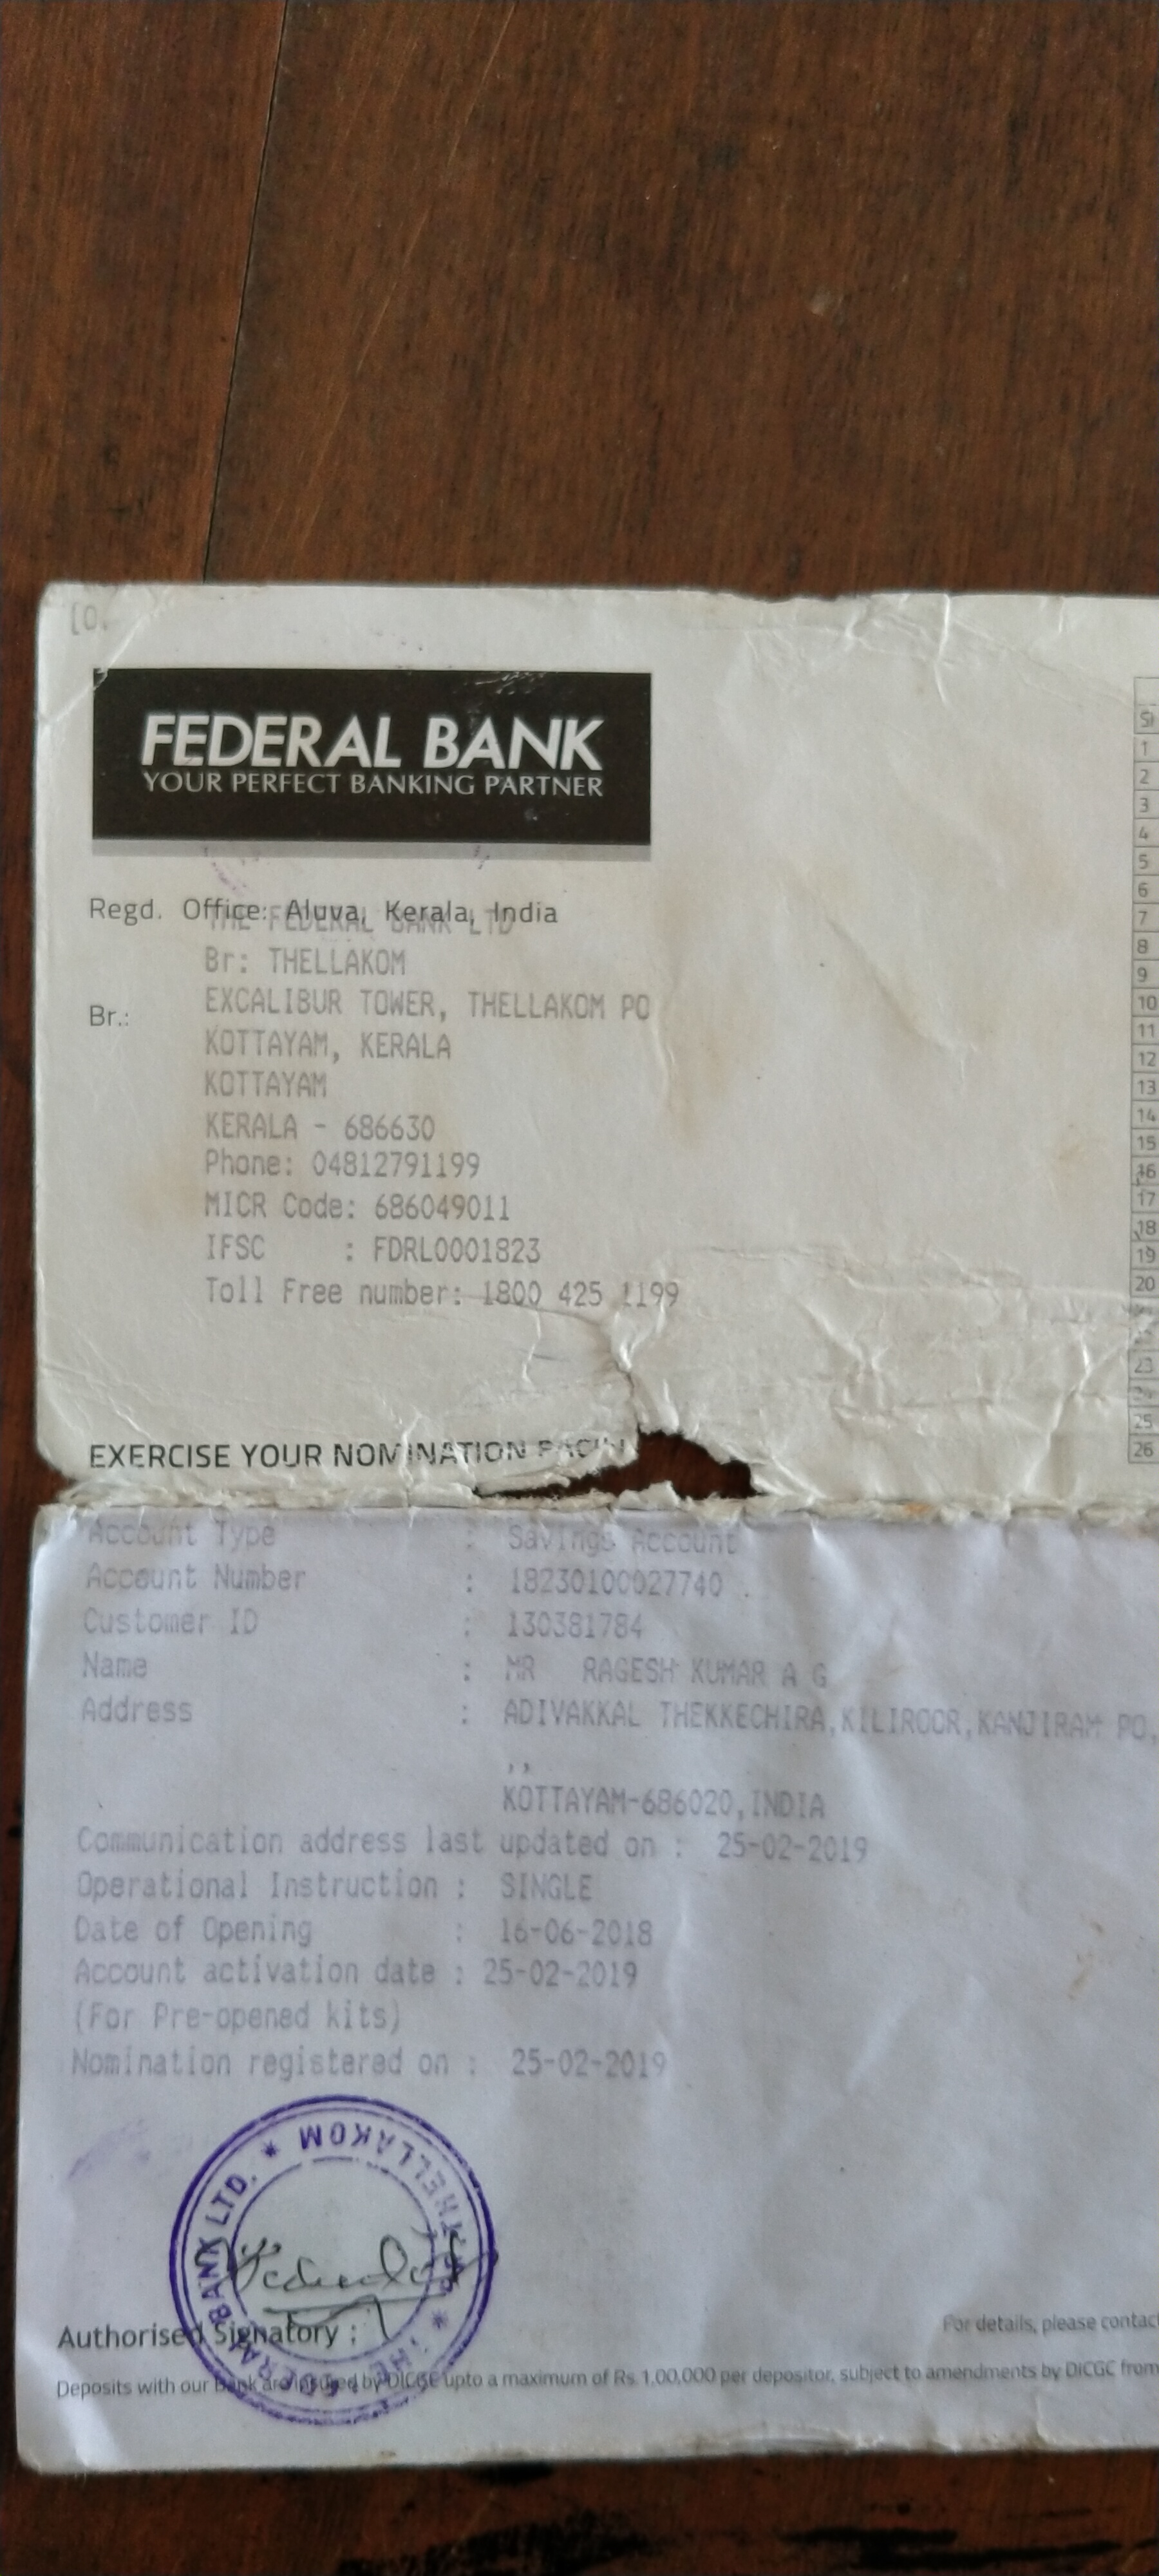 [0.
FEDERAL BANK
YOUR PERFECT BANKING PARTNER
Regd. Office: Aluva, Kerala, India
THE FEDERAL BANK LTD
Br: THELLAKOM
Br.: EXCALIBUR TOWER, THELLAKOM PO
KOTTAYAM, KERALA
KOTTAYAM
KERALA - 686630
Phone: 04812791199
MICR Code: 686049011
IFSC : FDRL0001823
Toll Free number: 1800 425 1199
Sl
1
2
3
4
5
6
7
8
9
10
11
12
13
14
15
16
17
18
19
20
23
25
26
EXERCISE YOUR NOMINATION
Account Type : Savings Account
Account Number : 18230100027740
Customer ID : 130381784
Name : MR RAGESH KUMAR A G
Address : ADIVAKKAL THEKKECHIRA,KILIROOR,KANJIRAM PO,
,,
KOTTAYAM-686020,INDIA
Communication address last updated on : 25-02-2019
Operational Instruction : SINGLE
Date of Opening : 16-06-2018
Account activation date : 25-02-2019
(For Pre-opened kits)
Nomination registered on : 25-02-2019
THE FEDERAL BANK LTD. * THELLAKOM *
Authorised Signatory :
For details, please contact
Deposits with our Bank are insured by DICGC upto a maximum of Rs. 1,00,000 per depositor, subject to amendments by DICGC from